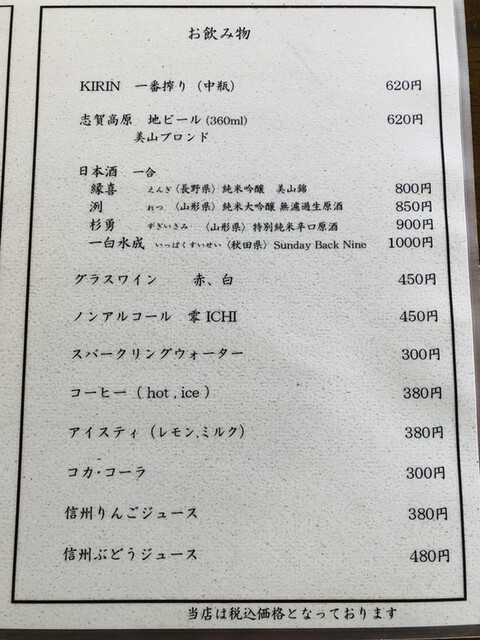 お飲み物
KIRIN 一番搾り（中瓶） 620円
志賀高原 地ビール(360ml) 620円
美山ブロンド
日本酒 一合
縁喜 えんぎ〈長野県〉純米吟醸 美山錦 800円
洌 れつ 〈山形県〉純米大吟醸 無濾過生原酒 850円
杉勇 すぎいさみ 〈山形県〉特別純米辛口原酒 900円
一白水成 いっぱくすいせい〈秋田県〉Sunday Back Nine 1000円
グラスワイン 赤、白 450円
ノンアルコール 零ICHI 450円
スパークリングウォーター 300円
コーヒー ( hot , ice ) 380円
アイスティ（レモン,ミルク） 380円
コカ・コーラ 300円
信州りんごジュース 380円
信州ぶどうジュース 480円
当店は税込価格となっております